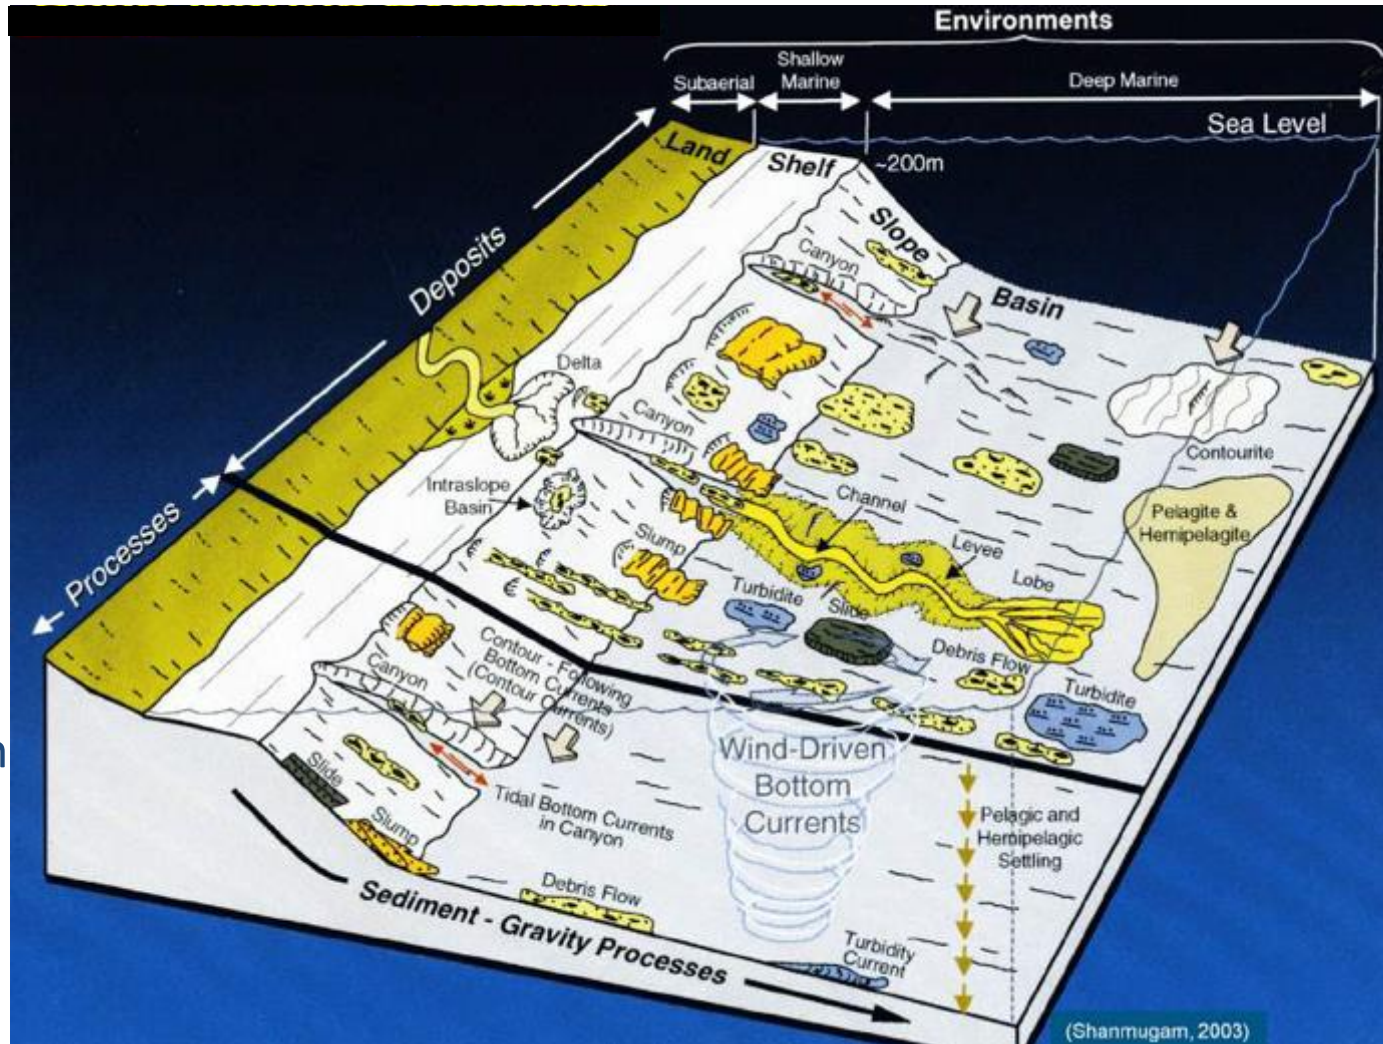 Environments
Subaerial
Shallow
Marine
Deep Marine
Sea Level
Land
Shelf
~200m
Slope
Canyon
Basin
Deposits
Delta
Canyon
Contourite
Intraslope
Basin
Channel
Pelagite &
Hemipelagite
Processes
Slump
Levee
Lobe
Turbidite
Slide
Debris Flow
Turbidite
Contour - Following
Bottom Currents
(Contour Currents)
Canyon
Wind-Driven
Bottom
Currents
Slide
Tidal Bottom Currents
in Canyon
Pelagic and
Hemipelagic
Settling
Slump
Debris Flow
Sediment - Gravity Processes
Turbidity
Current
(Shanmugam, 2003)